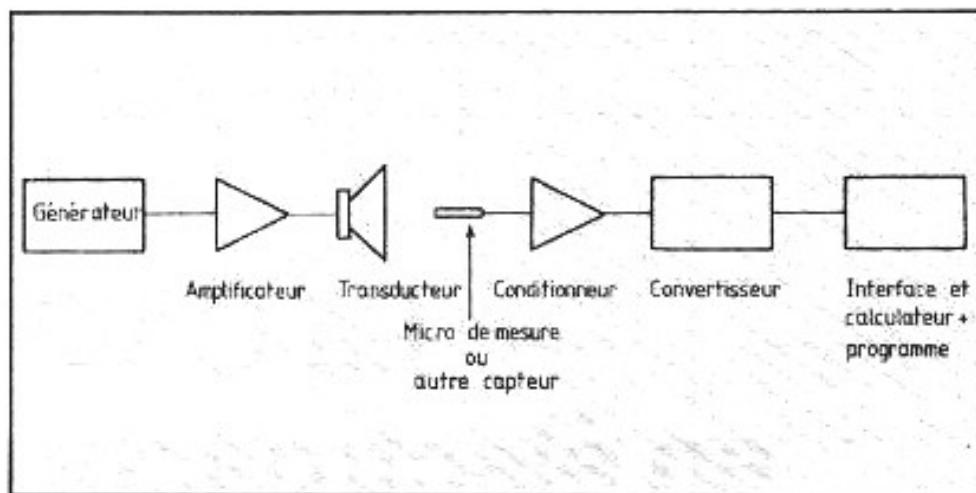 Générateur
Amplificateur
Transducteur
Micro de mesure
ou
autre capteur
Conditionneur
Convertisseur
Interface et
calculateur +
programme